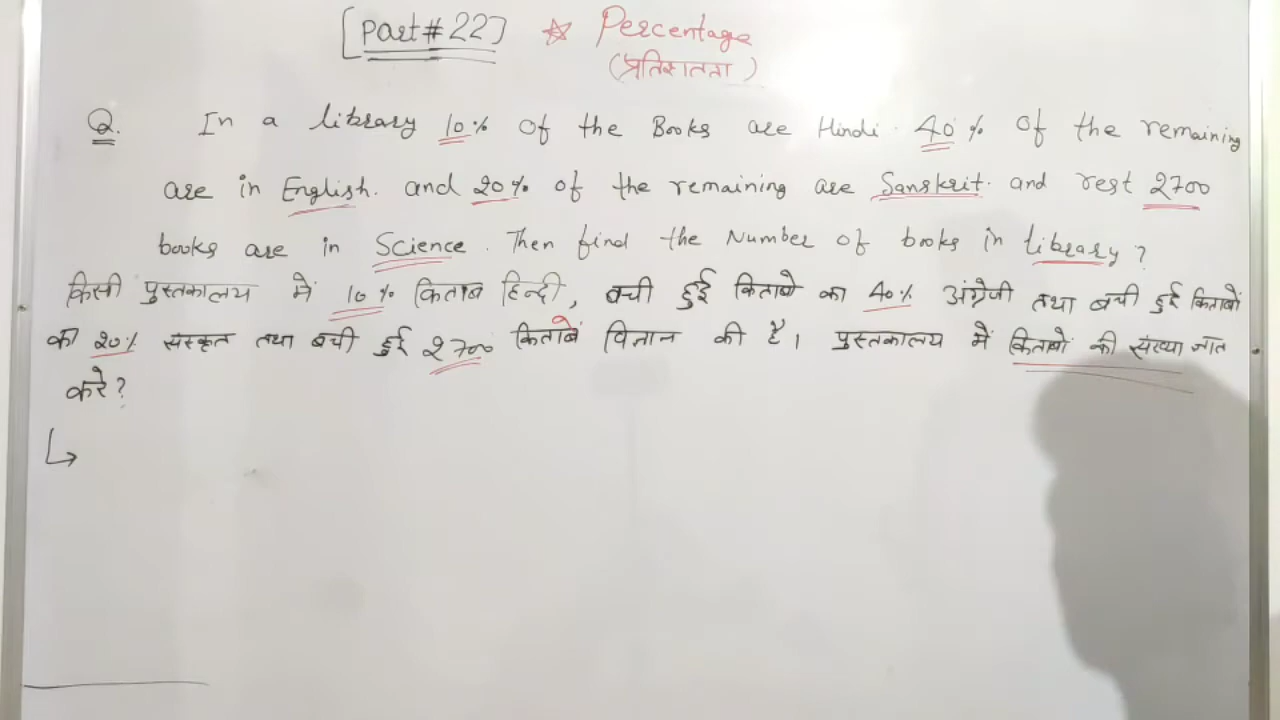 [Part#22] ☆ Percentage
(प्रतिशतता)
Q. In a library 10% of the Books are Hindi. 40% of the remaining
are in English. and 20% of the remaining are Sanskrit. and rest 2700
books are in Science. Then find the Number of books in library?
किसी पुस्तकालय में 10% किताब हिन्दी, बची हुई किताबो का 40% अंग्रेजी तथा बची हुई किताबों
का 20% संस्कृत तथा बची हुई 2700 किताबें विज्ञान की है। पुस्तकालय में किताबों की संख्या ज्ञात
करे?